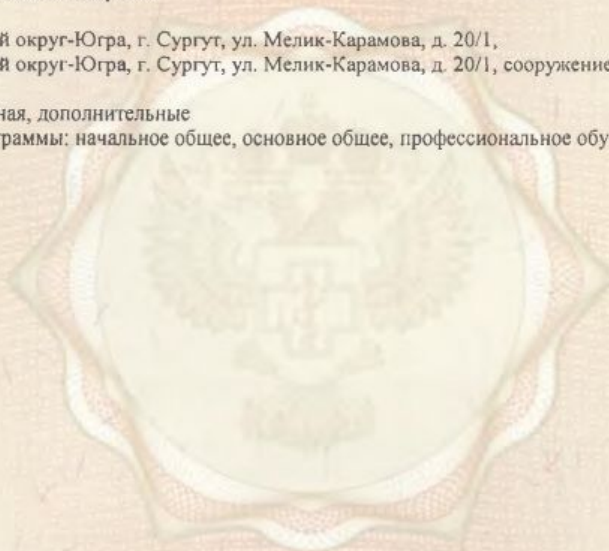 й округ-Югра, г. Сургут, ул. Мелик-Карамова, д. 20/1,
й округ-Югра, г. Сургут, ул. Мелик-Карамова, д. 20/1, сооружение
ная, дополнительные
раммы: начальное общее, основное общее, профессиональное обу